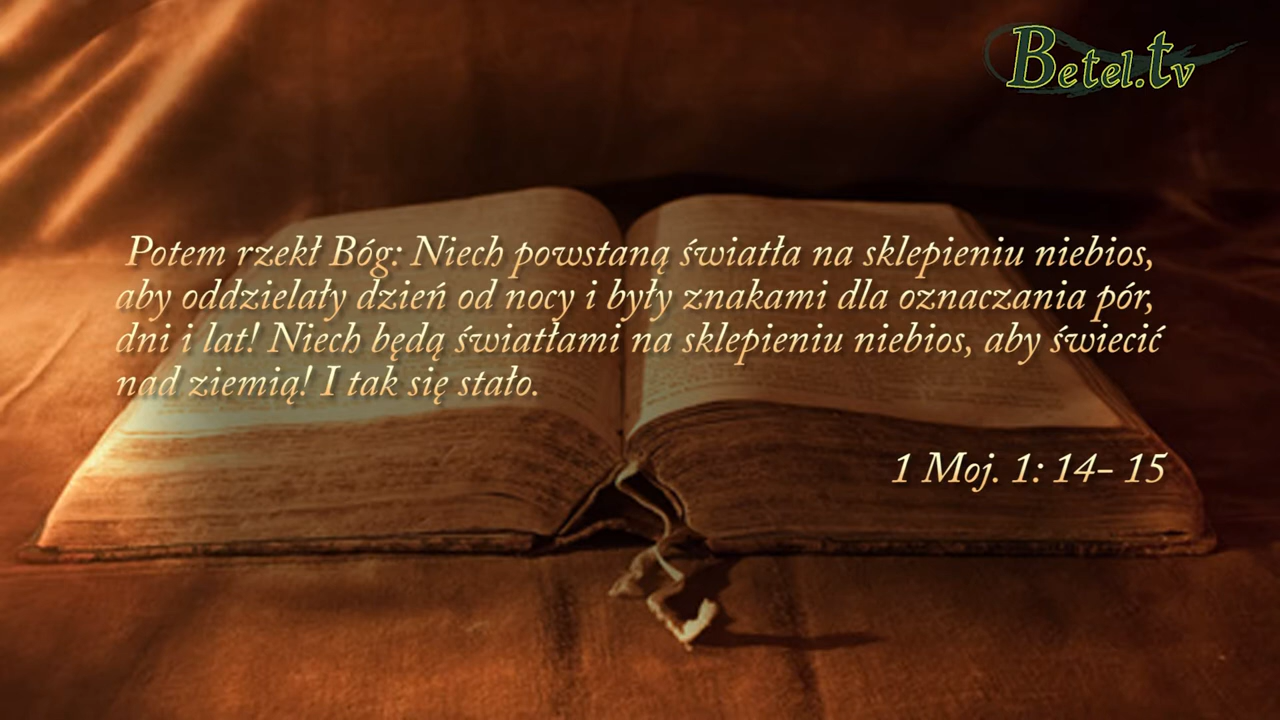 Betel.tv
Potem rzekł Bóg: Niech powstaną światła na sklepieniu niebios,
aby oddzielały dzień od nocy i były znakami dla oznaczania pór,
dni i lat! Niech będą światłami na sklepieniu niebios, aby świecić
nad ziemią! I tak się stało.
1 Moj. 1: 14- 15